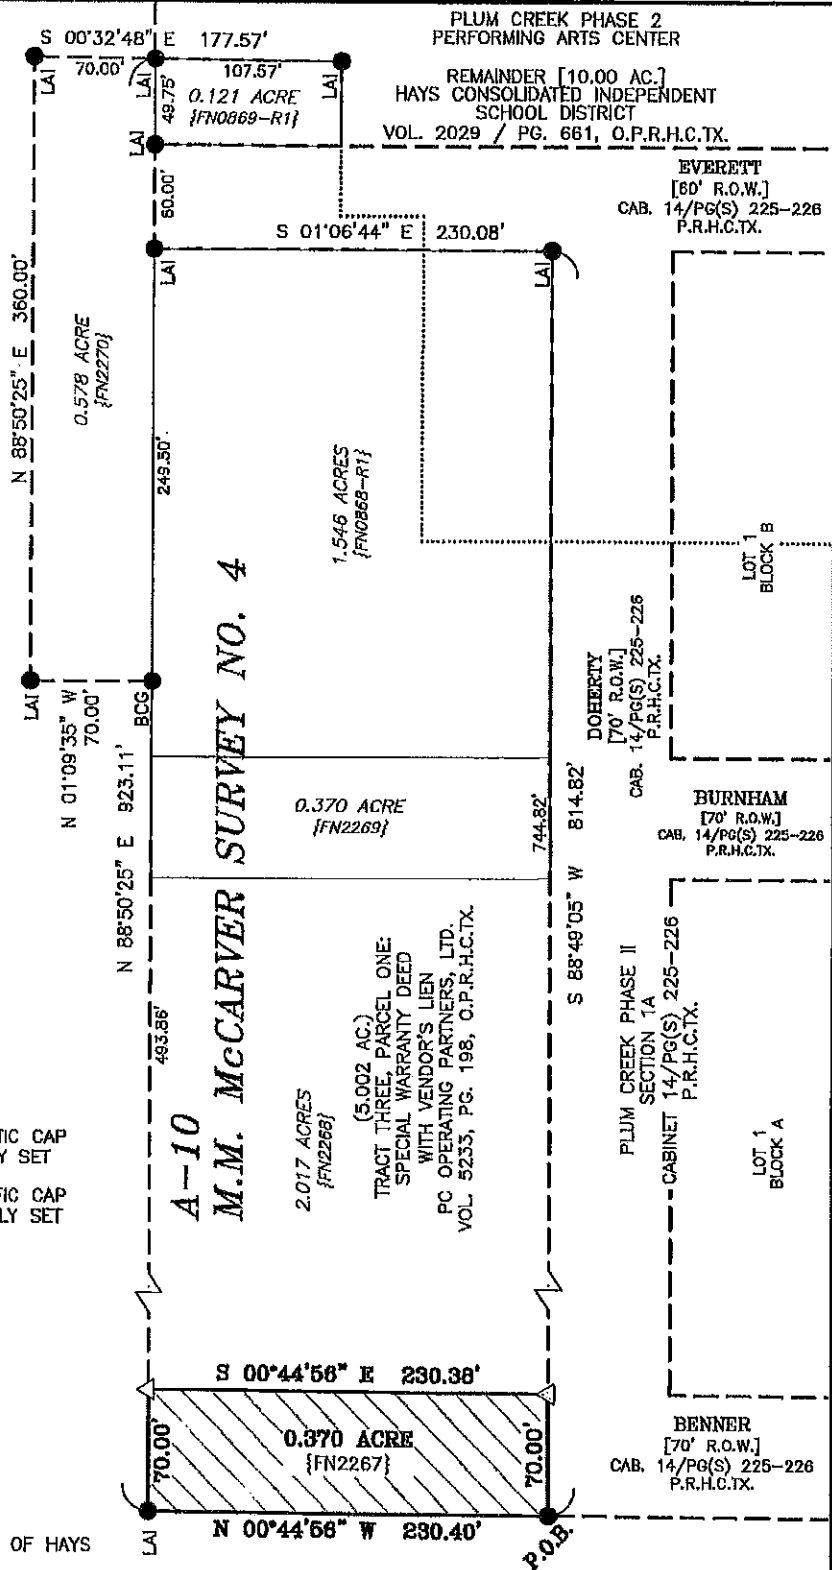 PLUM CREEK PHASE 2
PERFORMING ARTS CENTER
REMAINDER [10.00 AC.]
HAYS CONSOLIDATED INDEPENDENT
SCHOOL DISTRICT
VOL. 2029 / PG. 661, O.P.R.H.C.TX.
S 00°32'48" E 177.57'
70.00'
107.57'
LAI
LAI
LAI
49.75'
0.121 ACRE
{FN0869-R1}
LAI
60.00'
EVERETT
[60' R.O.W.]
CAB. 14/PG(S) 225-226
P.R.H.C.TX.
S 01°06'44" E 230.08'
LAI
LAI
N 88°50'25" E 360.00'
0.578 ACRE
{FN2270}
249.50'
1.546 ACRES
{FN0868-R1}
LOT 1
BLOCK B
LAI
N 01°09'35" W
70.00'
BCG
DOHERTY
[70' R.O.W.]
CAB. 14/PG(S) 225-226
P.R.H.C.TX.
N 88°50'25" E 923.11'
A-10
M.M. McCARVER SURVEY NO. 4
0.370 ACRE
{FN2269}
744.82'
S 88°49'05" W 814.82'
BURNHAM
[70' R.O.W.]
CAB. 14/PG(S) 225-226
P.R.H.C.TX.
493.86'
2.017 ACRES
{FN2268}
(5.002 AC.)
TRACT THREE, PARCEL ONE:
SPECIAL WARRANTY DEED
WITH VENDOR'S LIEN
PC OPERATING PARTNERS, LTD.
VOL. 5233, PG. 198, O.P.R.H.C.TX.
PLUM CREEK PHASE II
SECTION 1A
CABINET 14/PG(S) 225-226
P.R.H.C.TX.
LOT 1
BLOCK A
TIC CAP
Y SET
TIC CAP
LY SET
S 00°44'56" E 230.38'
70.00'
0.370 ACRE
{FN2267}
70.00'
N 00°44'56" W 230.40'
BENNER
[70' R.O.W.]
CAB. 14/PG(S) 225-226
P.R.H.C.TX.
P.O.B.
LAI
OF HAYS